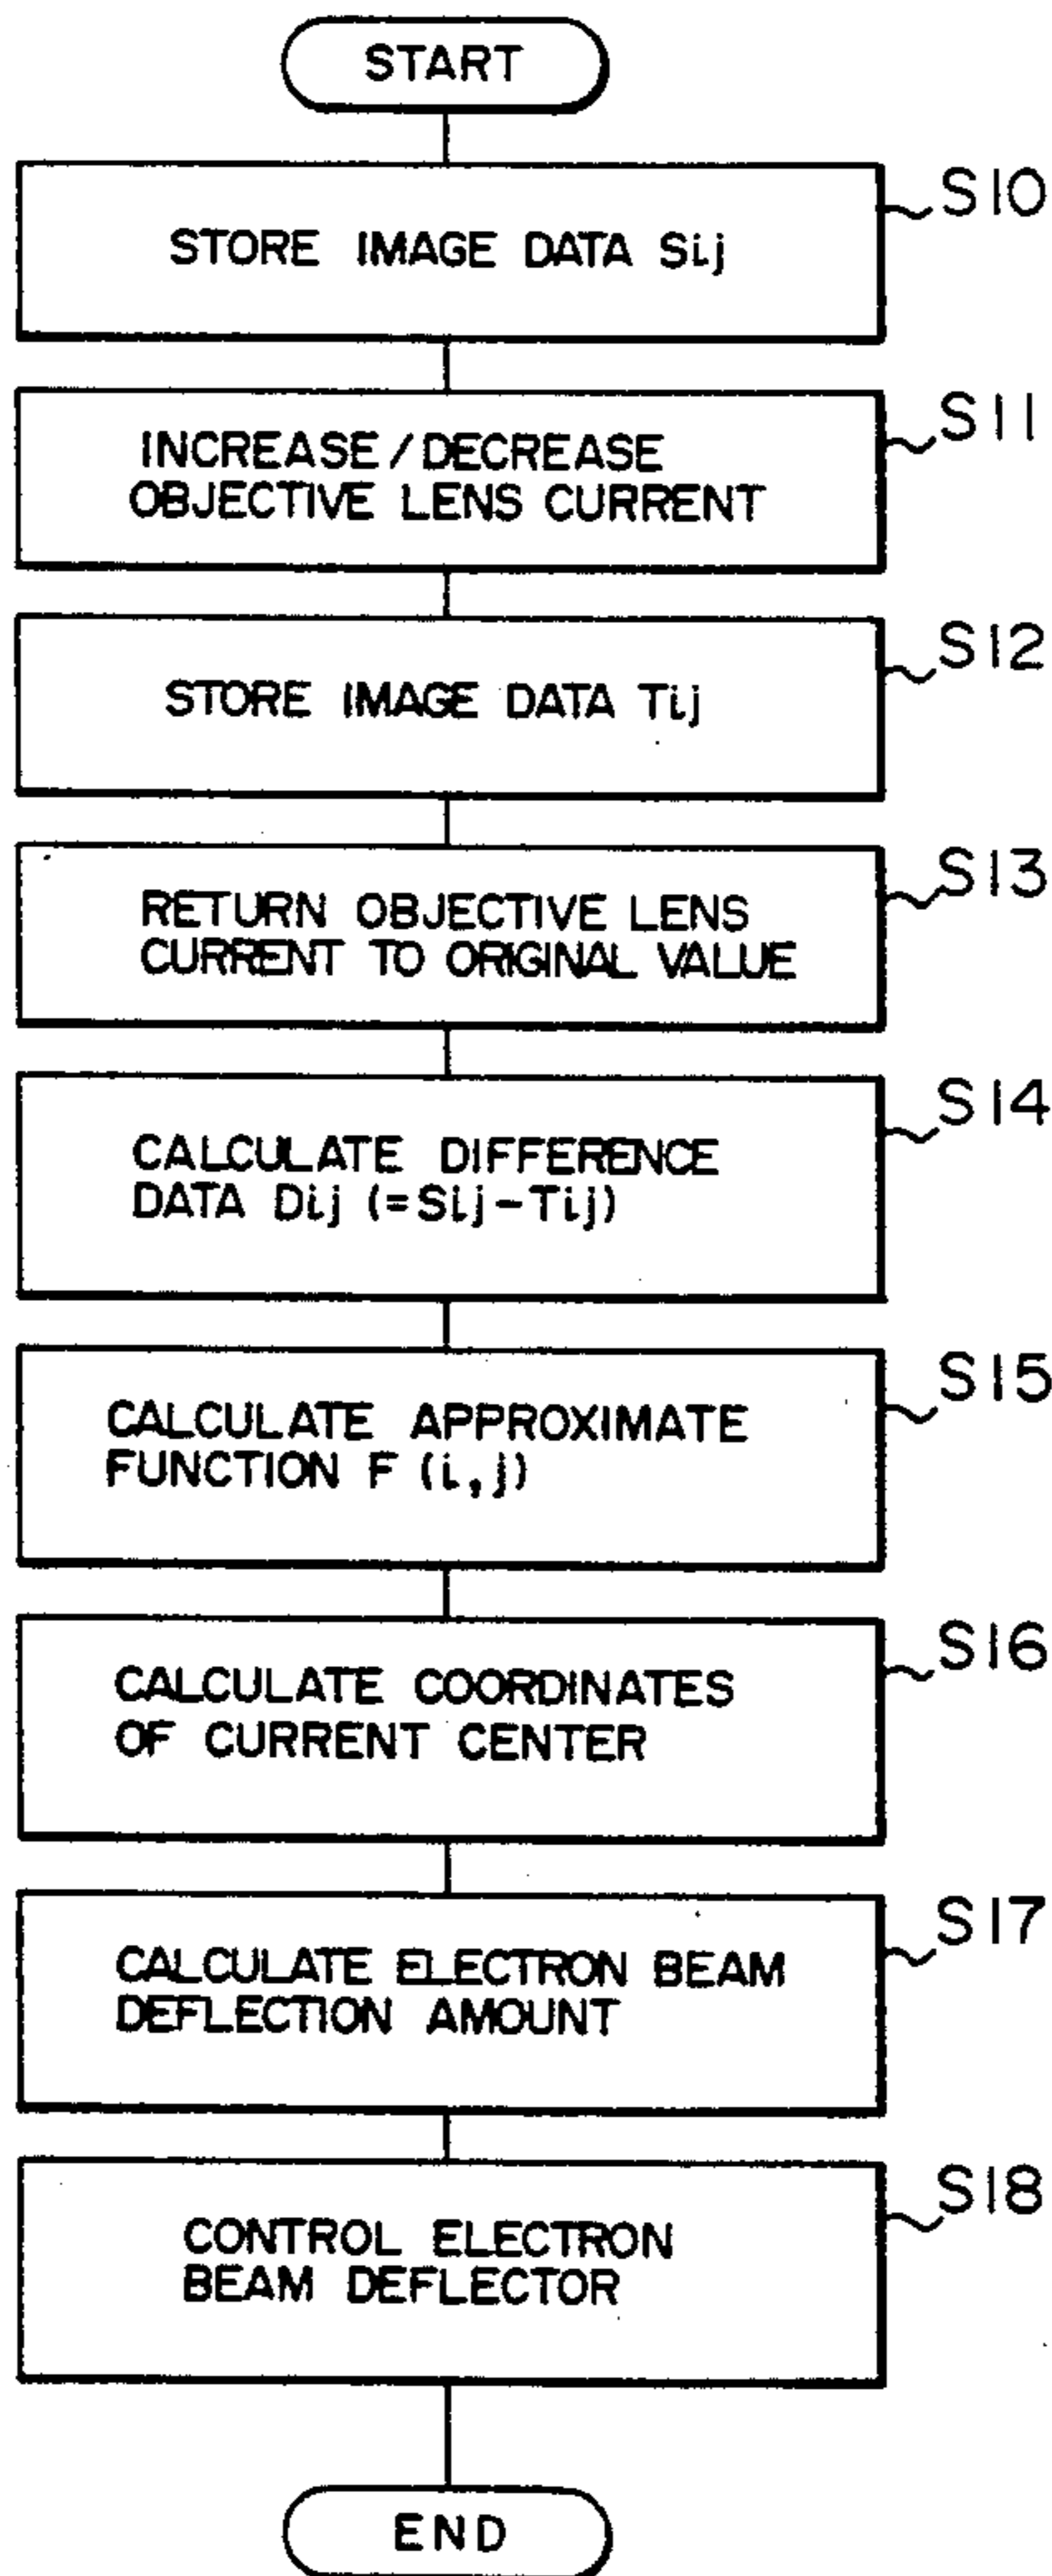 START
S10
STORE IMAGE DATA Sij
S11
INCREASE/DECREASE
OBJECTIVE LENS CURRENT
S12
STORE IMAGE DATA Tij
S13
RETURN OBJECTIVE LENS
CURRENT TO ORIGINAL VALUE
S14
CALCULATE DIFFERENCE
DATA Dij (=Sij-Tij)
S15
CALCULATE APPROXIMATE
FUNCTION F (i,j)
S16
CALCULATE COORDINATES
OF CURRENT CENTER
S17
CALCULATE ELECTRON BEAM
DEFLECTION AMOUNT
S18
CONTROL ELECTRON
BEAM DEFLECTOR
END